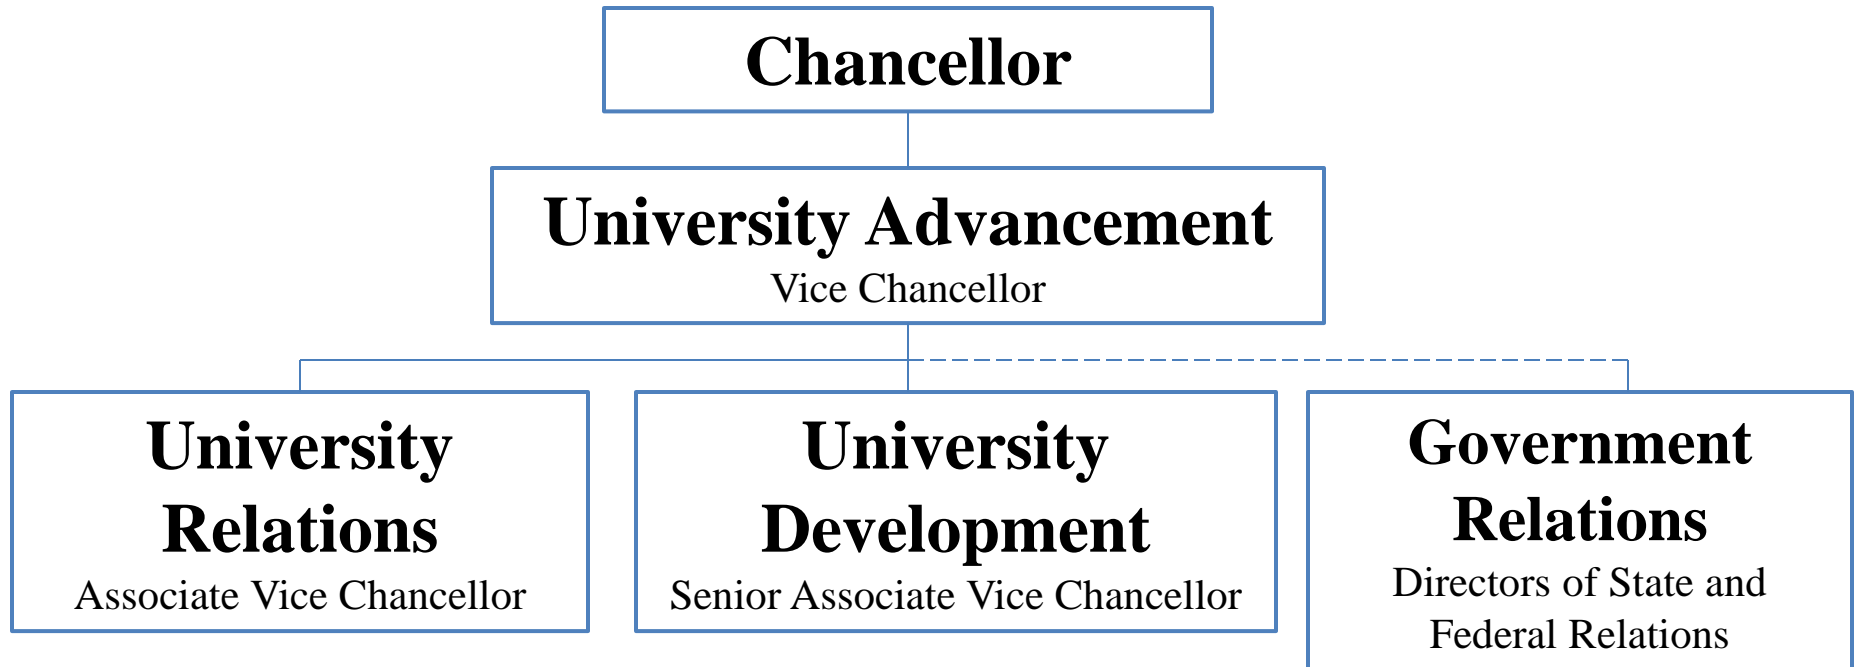 Chancellor
University Advancement
Vice Chancellor
University
Relations
Associate Vice Chancellor
University
Development
Senior Associate Vice Chancellor
Government
Relations
Directors of State and
Federal Relations